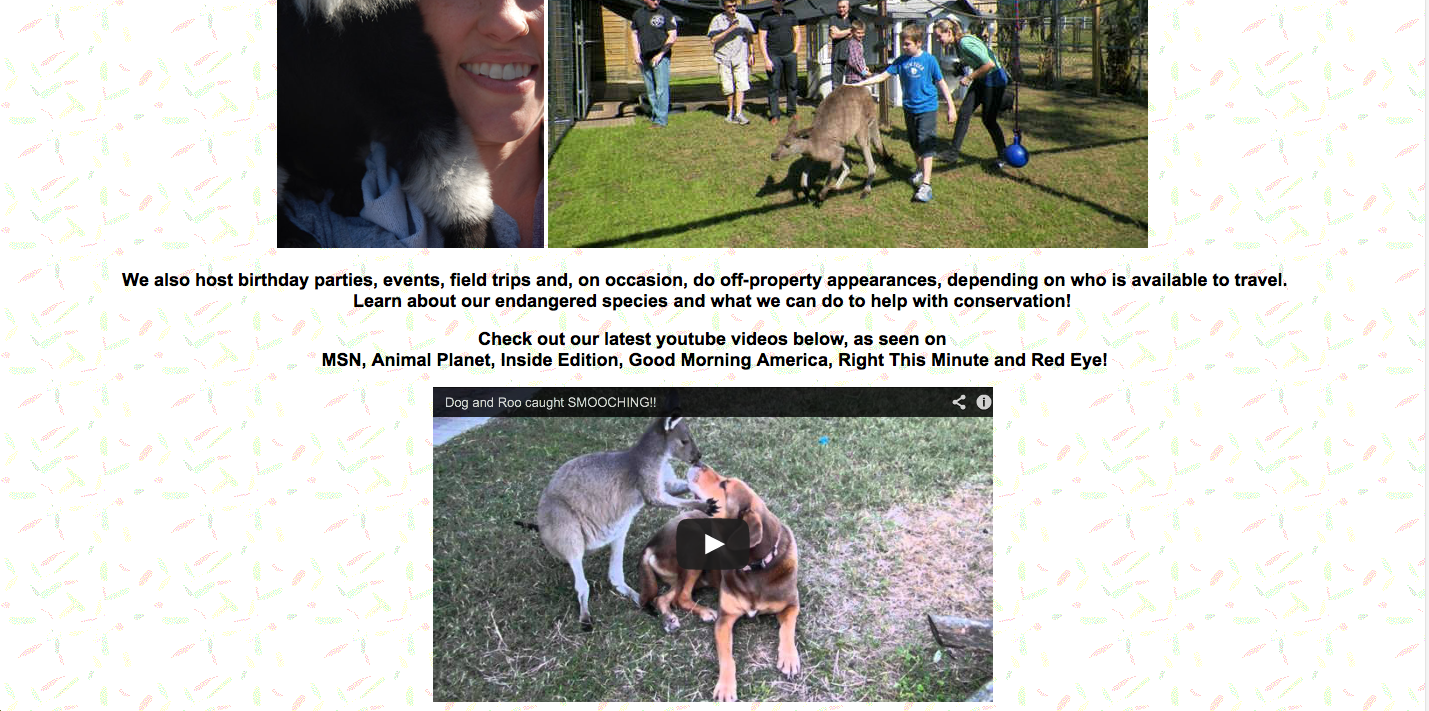 We also host birthday parties, events, field trips and, on occasion, do off-property appearances, depending on who is available to travel.
Learn about our endangered species and what we can do to help with conservation!
Check out our latest youtube videos below, as seen on
MSN, Animal Planet, Inside Edition, Good Morning America, Right This Minute and Red Eye!
Dog and Roo caught SMOOCHING!!